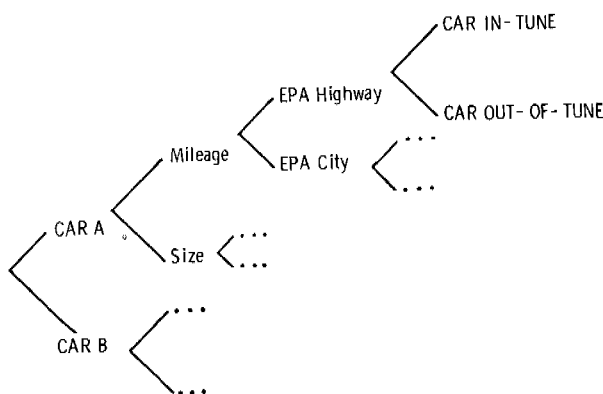 CAR IN-TUNE
EPA Highway
CAR OUT-OF-TUNE
Mileage
EPA City
....
....
CAR A
Size
....
....
....
CAR B
....